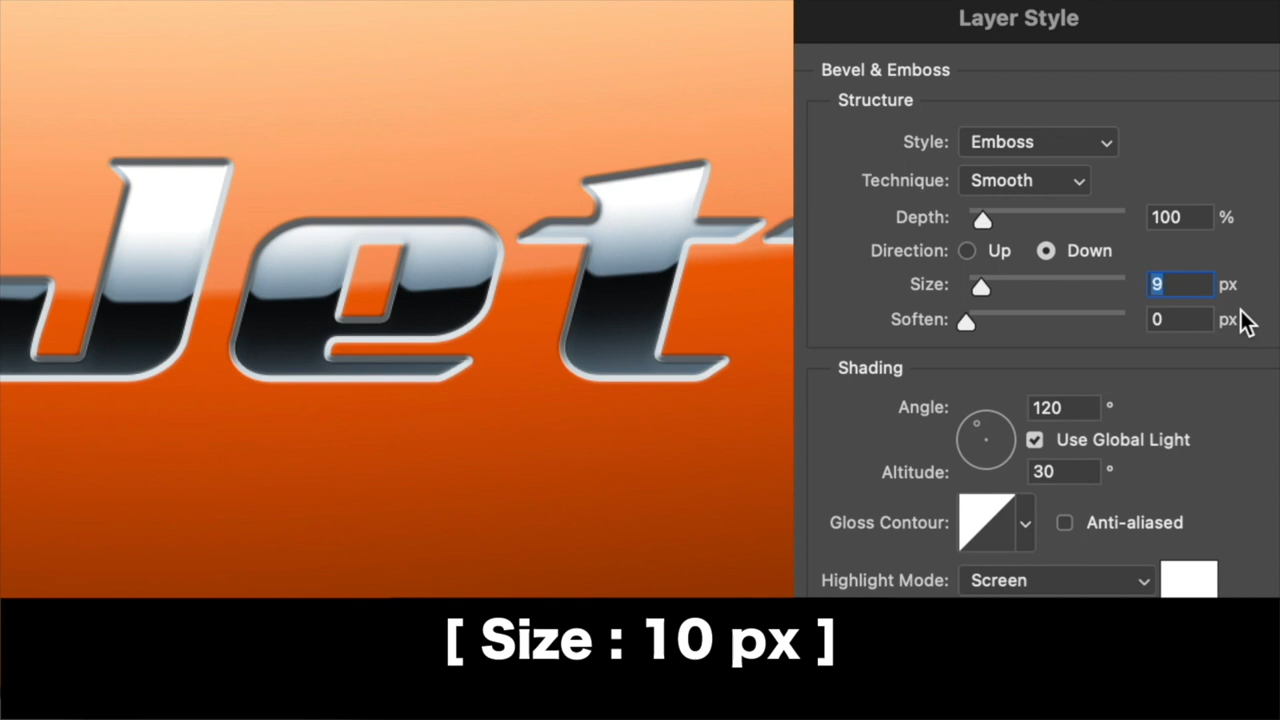 Jet
Layer Style
Bevel & Emboss
Structure
Style: Emboss
Technique: Smooth
Depth: 100 %
Direction: Up Down
Size: 9 px
Soften: 0 px
Shading
Angle: 120 °
Use Global Light
Altitude: 30 °
Gloss Contour: Anti-aliased
Highlight Mode: Screen
[ Size : 10 px ]